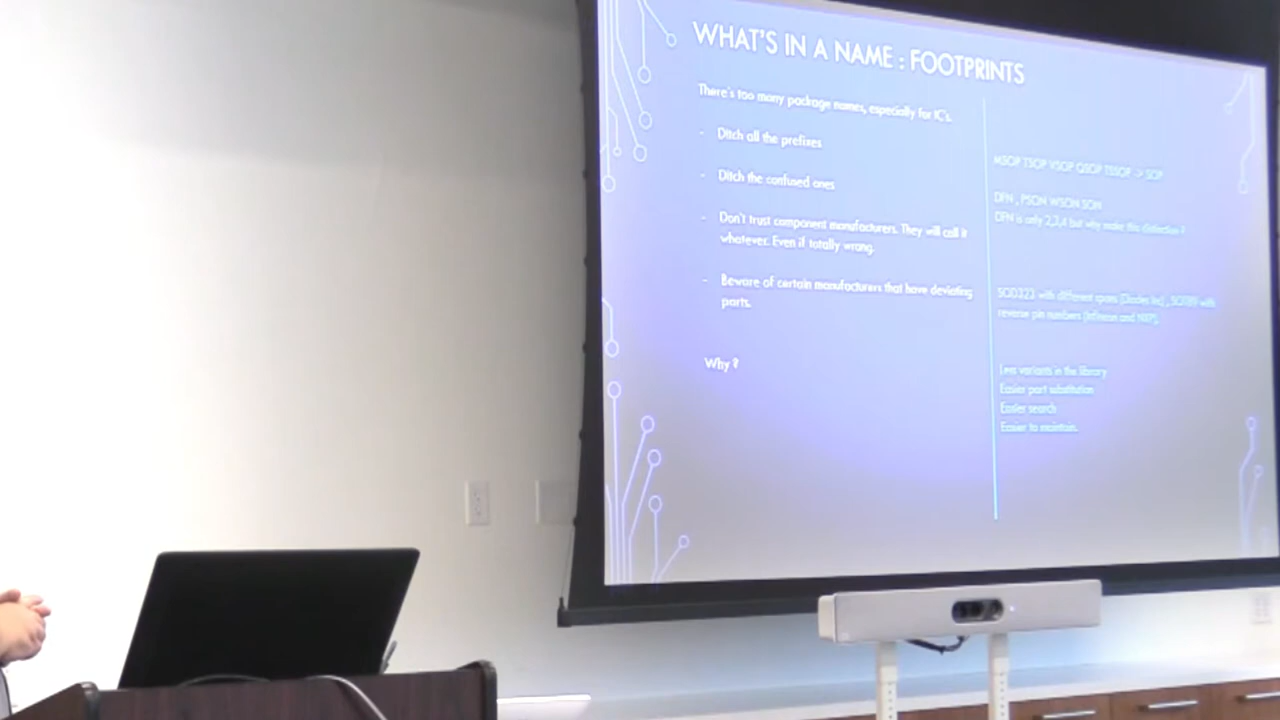 WHAT'S IN A NAME : FOOTPRINTS
There's too many package names, especially for IC's.
- Ditch all the prefixes
- Ditch the confused ones
- Don't trust component manufacturers. They will call it
whatever. Even if totally wrong.
- Beware of certain manufacturers that have deviating
parts.
Why ?
MSOP TSOP VSOP QSOP TSSOP -> SOP
DFN , PSON WSON SON
DFN is only 2,3,4 but why make this distinction ?
SOD323 with different spans (Diodes Inc) , SOT89 with
reverse pin numbers (Infineon and NXP).
Less variants in the library
Easier part substitution
Easier search
Easier to maintain.